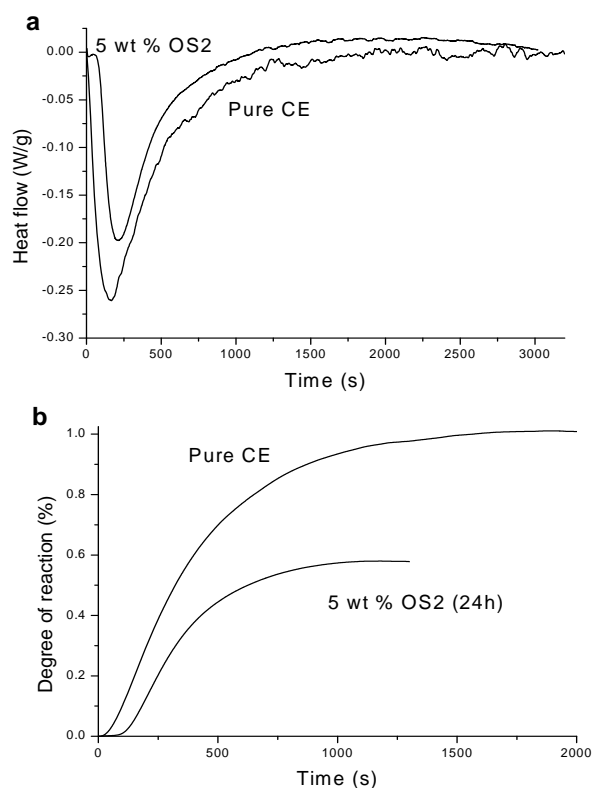 a
5 wt % OS2
Pure CE
Heat flow (W/g)
0.00
-0.05
-0.10
-0.15
-0.20
-0.25
-0.30
0 500 1000 1500 2000 2500 3000
Time (s)
b
Pure CE
5 wt % OS2 (24h)
Degree of reaction (%)
1.0
0.8
0.6
0.4
0.2
0.0
0 500 1000 1500 2000
Time (s)